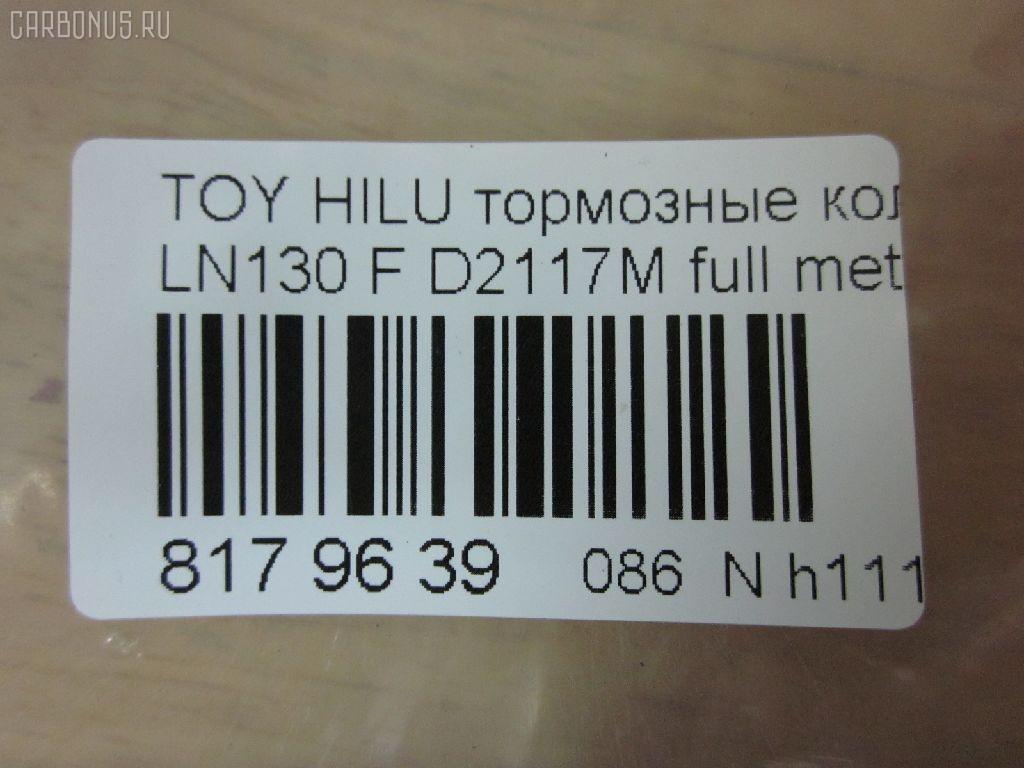 CARBONUS.RU
TOY HILU тормозные кол
LN130 F D2117M full met
817 96 39 086 N h111